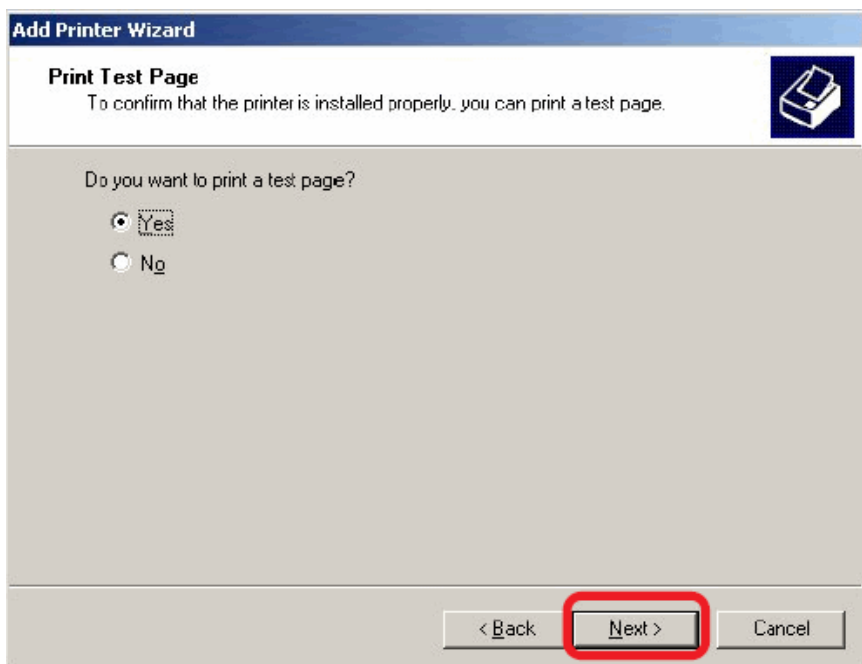 Add Printer Wizard
Print Test Page
To confirm that the printer is installed properly, you can print a test page.
Do you want to print a test page?
Yes
No
< Back Next > Cancel